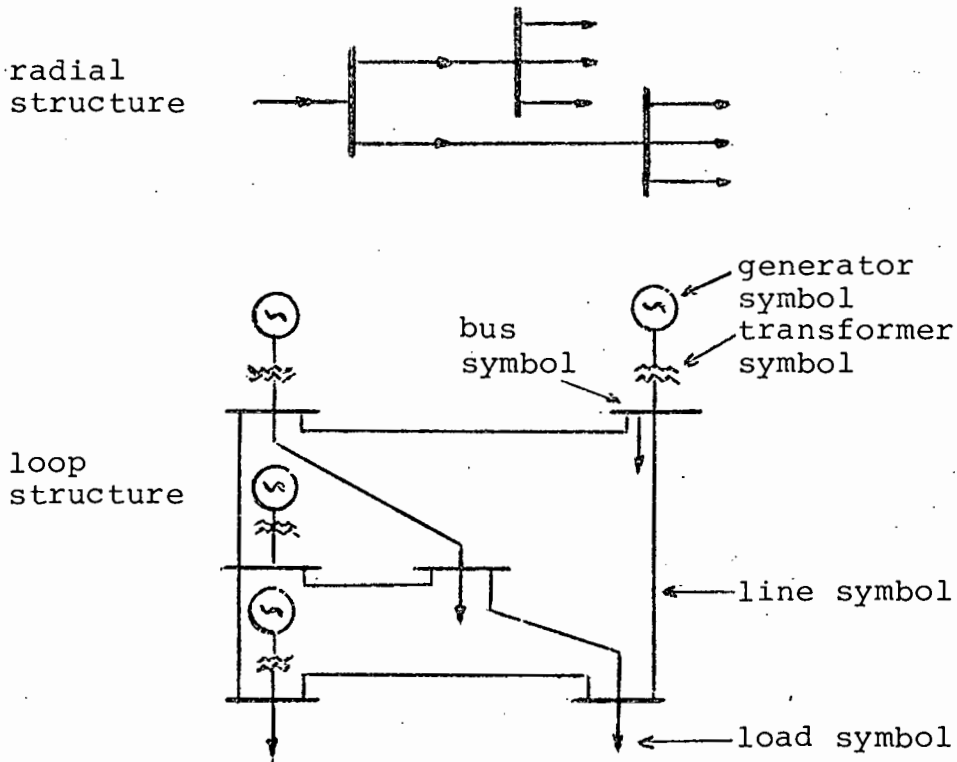 radial
structure
generator
symbol
transformer
symbol
bus
symbol
loop
structure
line symbol
load symbol